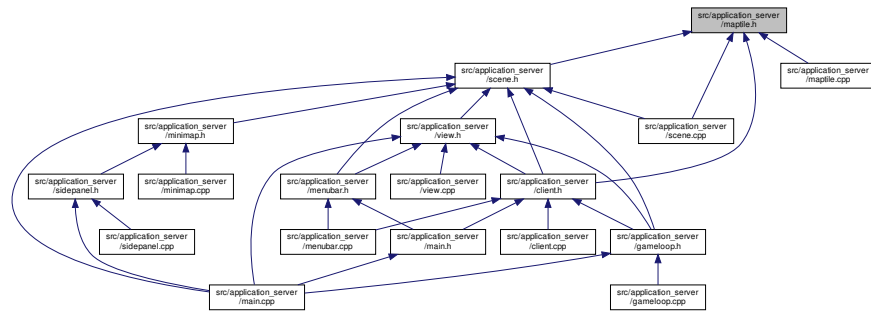 src/application_server
/maptile.h
src/application_server
/scene.h
src/application_server
/maptile.cpp
src/application_server
/minimap.h
src/application_server
/view.h
src/application_server
/scene.cpp
src/application_server
/sidepanel.h
src/application_server
/minimap.cpp
src/application_server
/menubar.h
src/application_server
/view.cpp
src/application_server
/client.h
src/application_server
/sidepanel.cpp
src/application_server
/menubar.cpp
src/application_server
/main.h
src/application_server
/client.cpp
src/application_server
/gameloop.h
src/application_server
/main.cpp
src/application_server
/gameloop.cpp